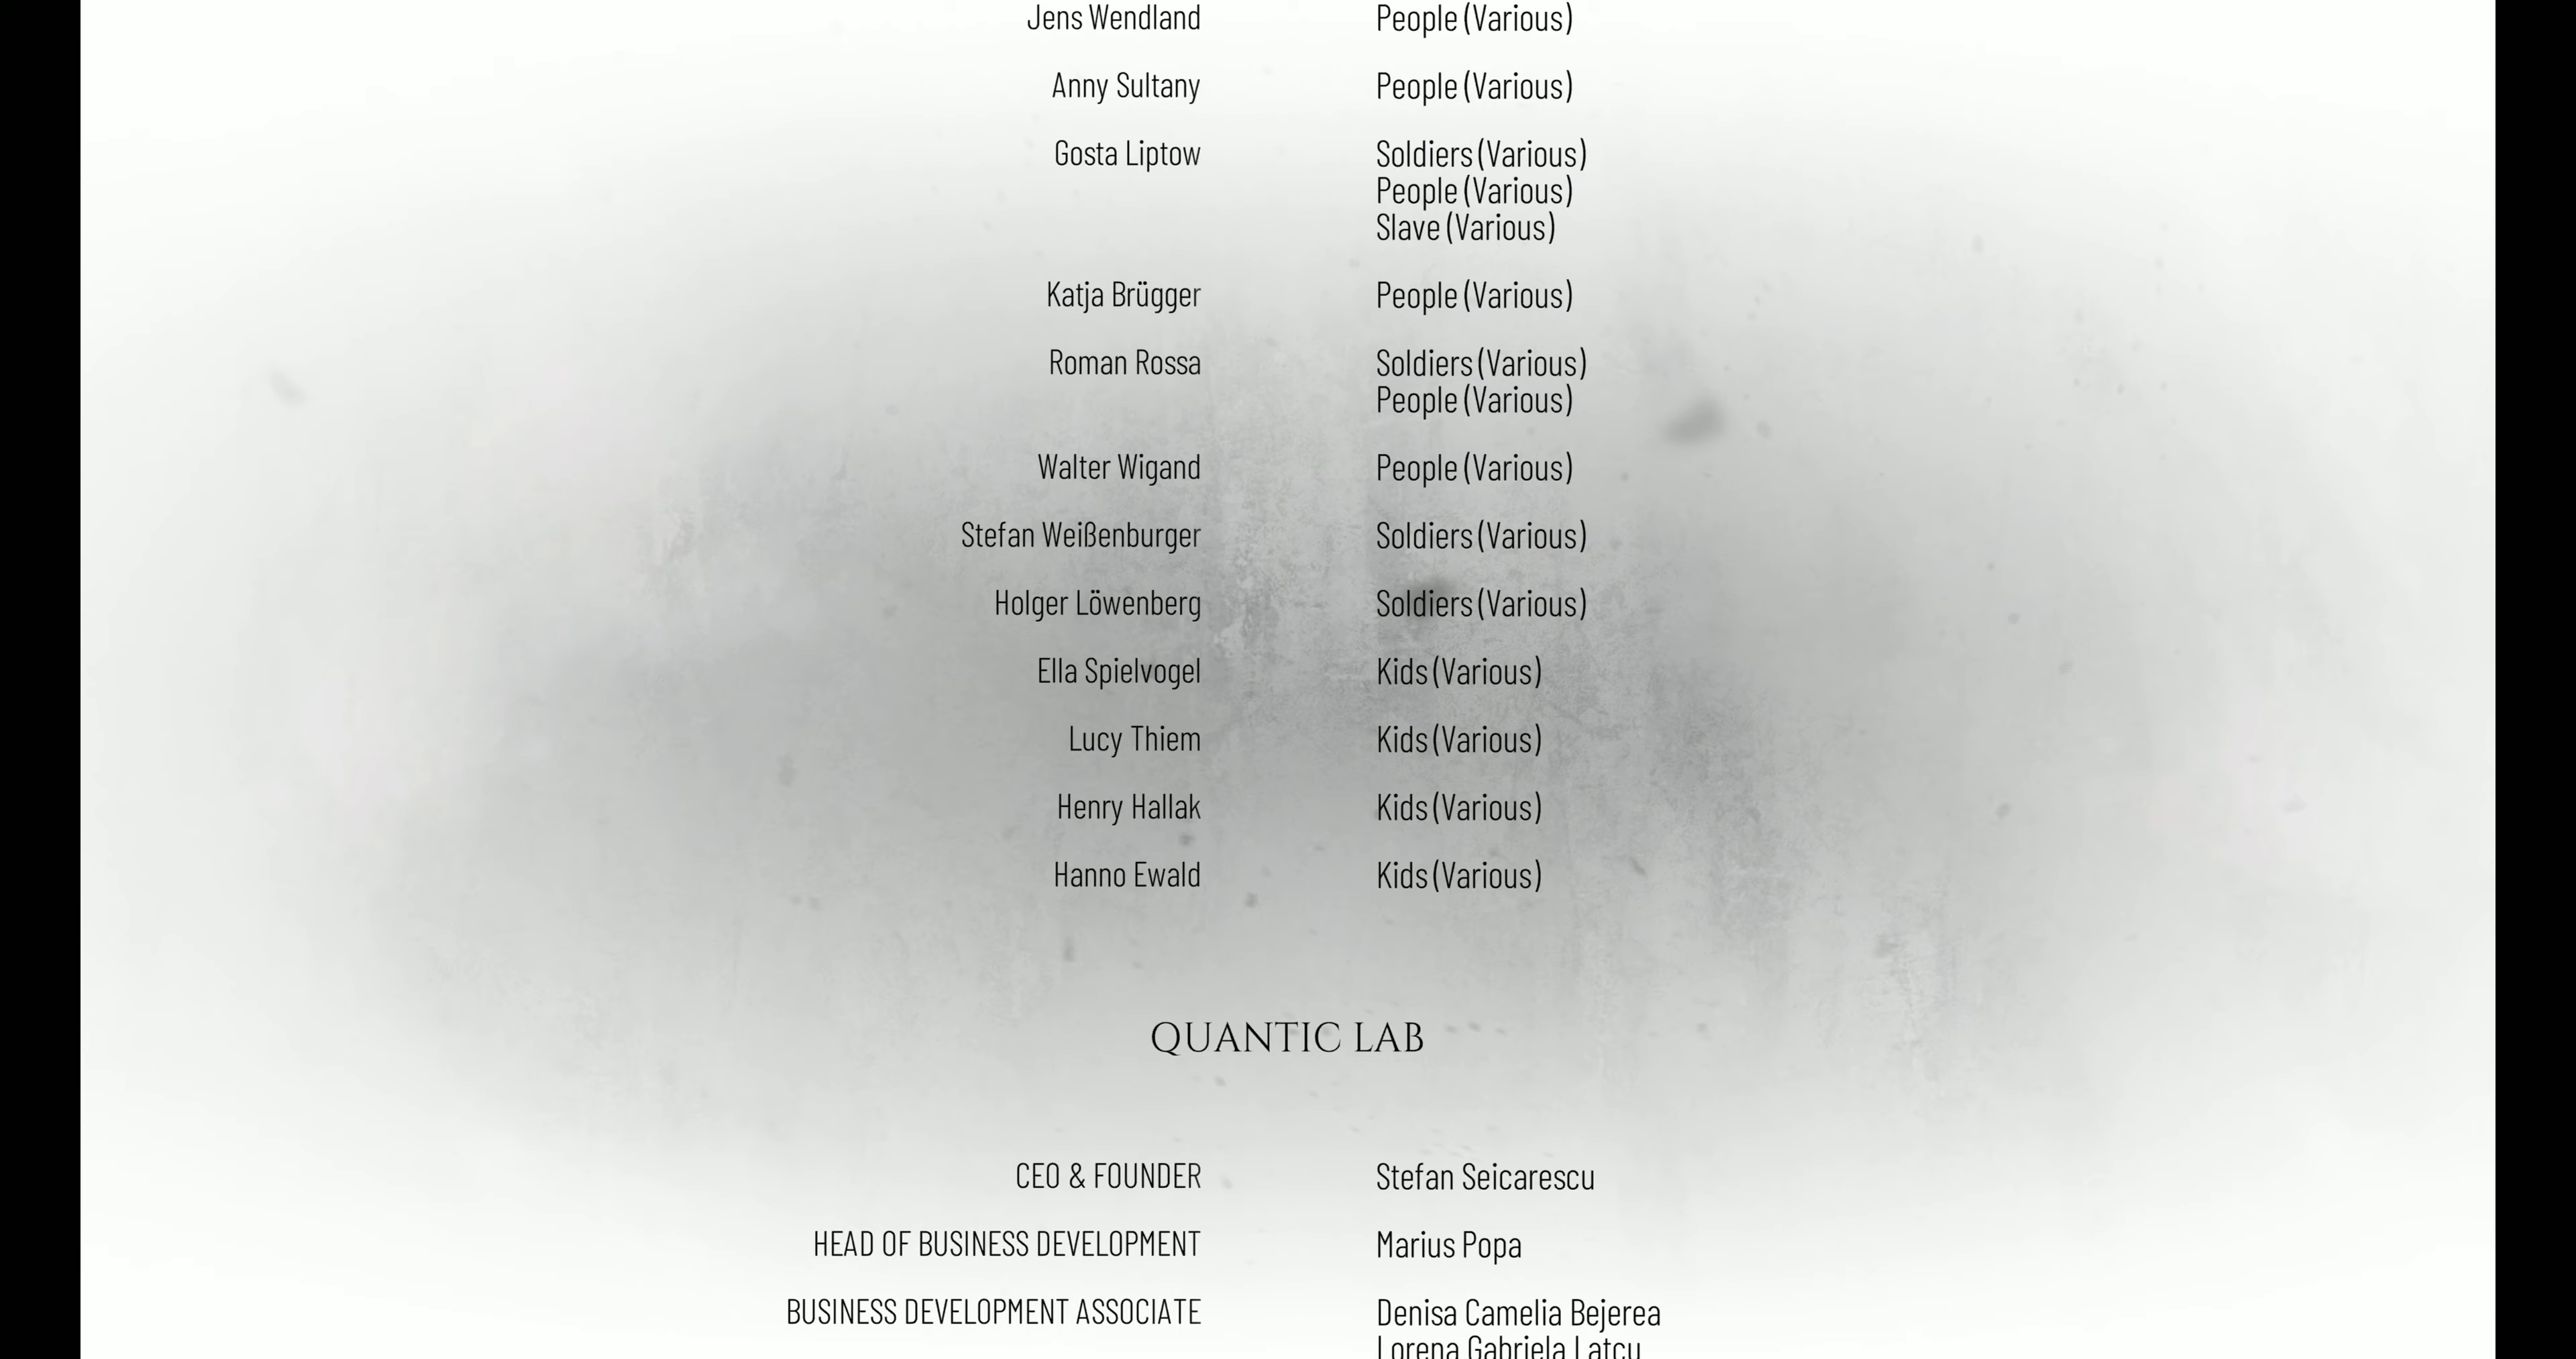 Jens Wendland People (Various)
Anny Sultany People (Various)
Gosta Liptow Soldiers (Various)
People (Various)
Slave (Various)
Katja Brügger People (Various)
Roman Rossa Soldiers (Various)
People (Various)
Walter Wigand People (Various)
Stefan Weißenburger Soldiers (Various)
Holger Löwenberg Soldiers (Various)
Ella Spielvogel Kids (Various)
Lucy Thiem Kids (Various)
Henry Hallak Kids (Various)
Hanno Ewald Kids (Various)
QUANTIC LAB
CEO & FOUNDER Stefan Seicarescu
HEAD OF BUSINESS DEVELOPMENT Marius Popa
BUSINESS DEVELOPMENT ASSOCIATE Denisa Camelia Bejerea
Lorena Gabriela Latcu